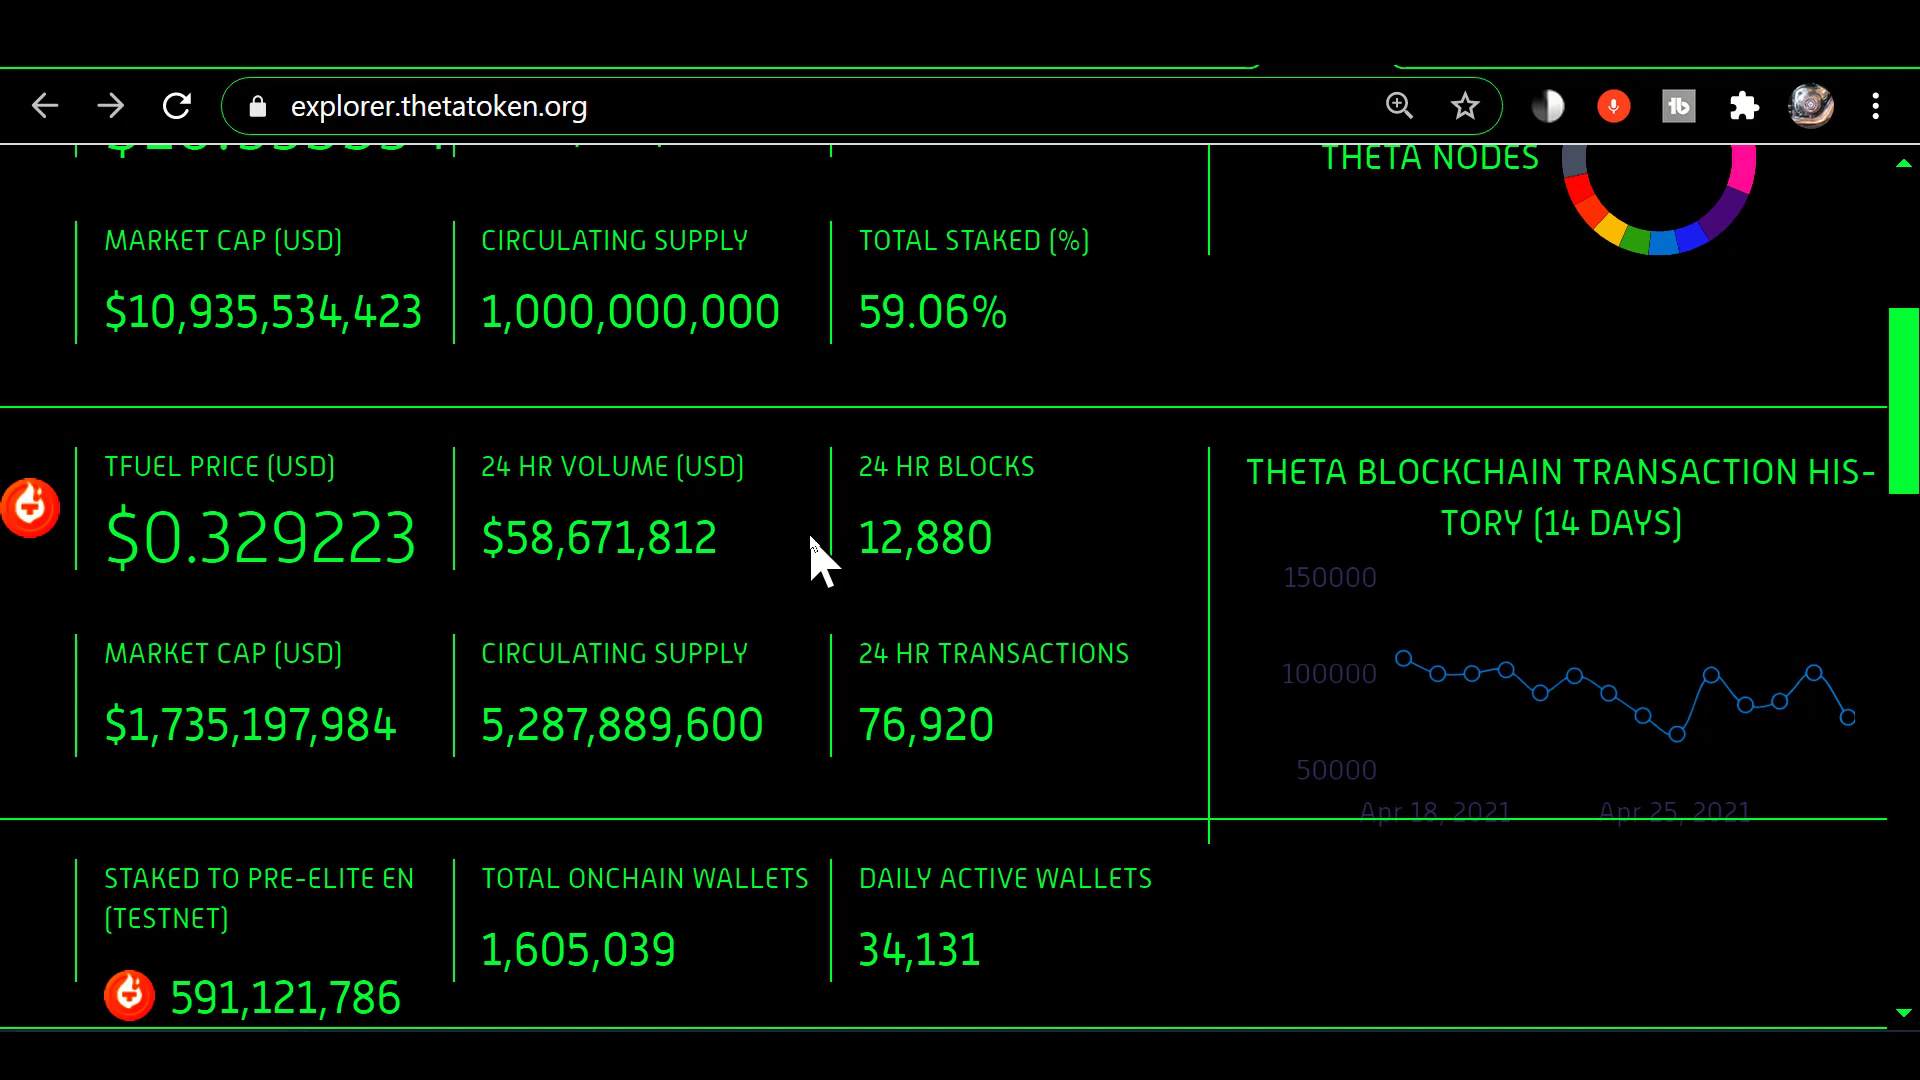 explorer.thetatoken.org
THETA NODES
MARKET CAP (USD)
$10,935,534,423
CIRCULATING SUPPLY
1,000,000,000
TOTAL STAKED (%)
59.06%
TFUEL PRICE (USD)
$0.329223
24 HR VOLUME (USD)
$58,671,812
24 HR BLOCKS
12,880
MARKET CAP (USD)
$1,735,197,984
CIRCULATING SUPPLY
5,287,889,600
24 HR TRANSACTIONS
76,920
THETA BLOCKCHAIN TRANSACTION HIS-
TORY (14 DAYS)
150000
100000
50000
Apr 18, 2021
Apr 25, 2021
STAKED TO PRE-ELITE EN
(TESTNET)
591,121,786
TOTAL ONCHAIN WALLETS
1,605,039
DAILY ACTIVE WALLETS
34,131